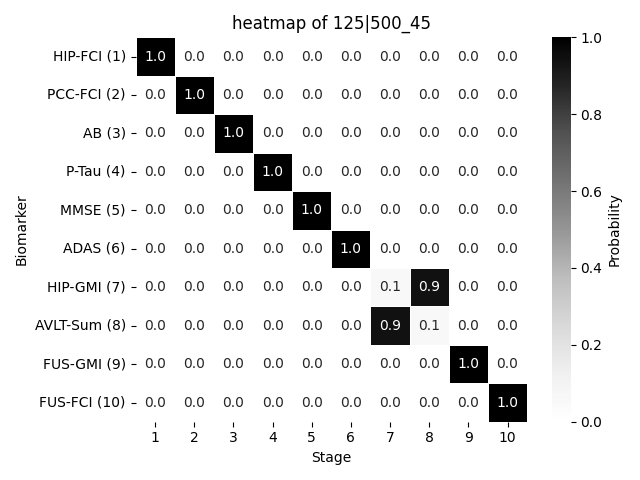 heatmap of 125|500_45
HIP-FCI (1) 1.0 0.0 0.0 0.0 0.0 0.0 0.0 0.0 0.0 0.0
PCC-FCI (2) 0.0 1.0 0.0 0.0 0.0 0.0 0.0 0.0 0.0 0.0
AB (3) 0.0 0.0 1.0 0.0 0.0 0.0 0.0 0.0 0.0 0.0
P-Tau (4) 0.0 0.0 0.0 1.0 0.0 0.0 0.0 0.0 0.0 0.0
MMSE (5) 0.0 0.0 0.0 0.0 1.0 0.0 0.0 0.0 0.0 0.0
ADAS (6) 0.0 0.0 0.0 0.0 0.0 1.0 0.0 0.0 0.0 0.0
HIP-GMI (7) 0.0 0.0 0.0 0.0 0.0 0.0 0.1 0.9 0.0 0.0
AVLT-Sum (8) 0.0 0.0 0.0 0.0 0.0 0.0 0.9 0.1 0.0 0.0
FUS-GMI (9) 0.0 0.0 0.0 0.0 0.0 0.0 0.0 0.0 1.0 0.0
FUS-FCI (10) 0.0 0.0 0.0 0.0 0.0 0.0 0.0 0.0 0.0 1.0
1 2 3 4 5 6 7 8 9 10
Stage
Biomarker
1.0
0.8
0.6
0.4
0.2
0.0
Probability